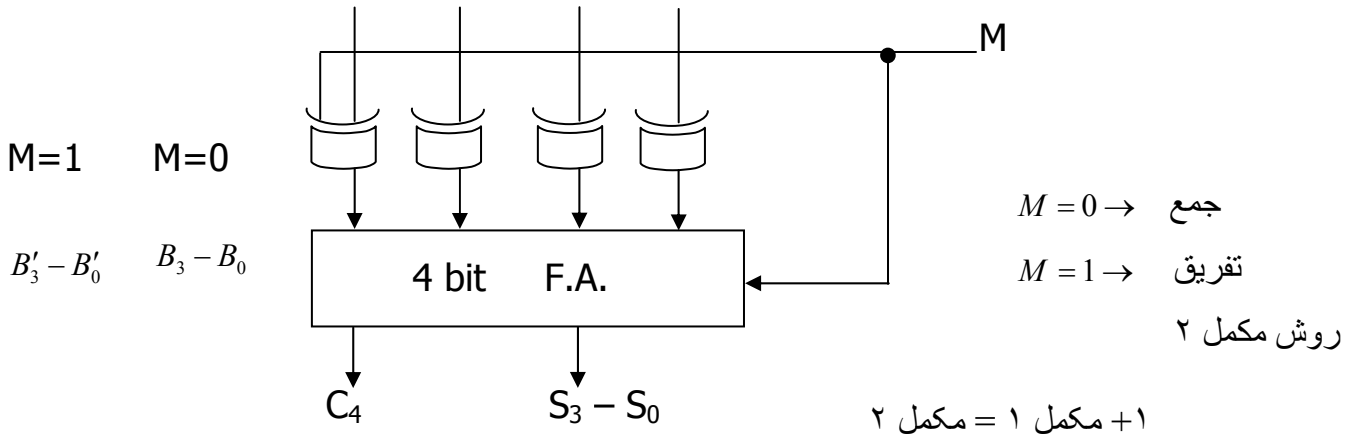 M
M=1 M=0
B′₃ − B′₀ B₃ − B₀
4 bit F.A.
M = 0 → جمع
M = 1 → تفریق
روش مکمل ۲
C₄ S₃ – S₀
۱+ مکمل ۱ = مکمل ۲